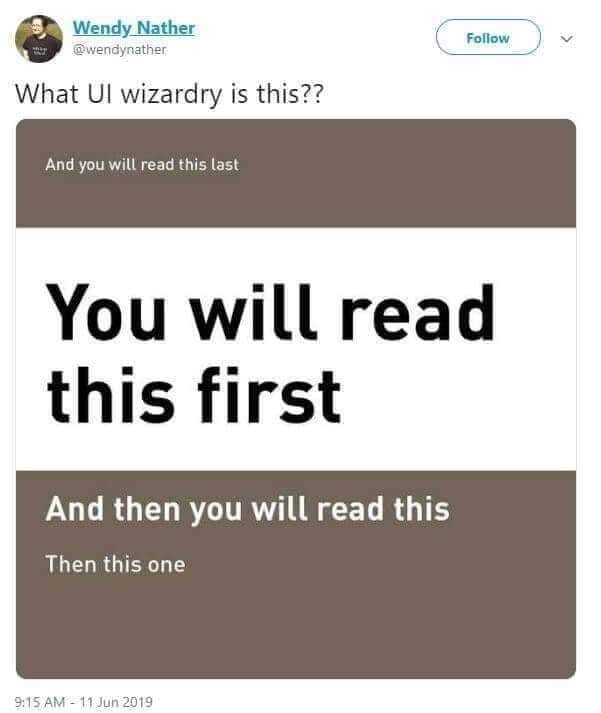 Wendy Nather
@wendynather
Follow
What UI wizardry is this??
And you will read this last
You will read
this first
And then you will read this
Then this one
9:15 AM - 11 Jun 2019